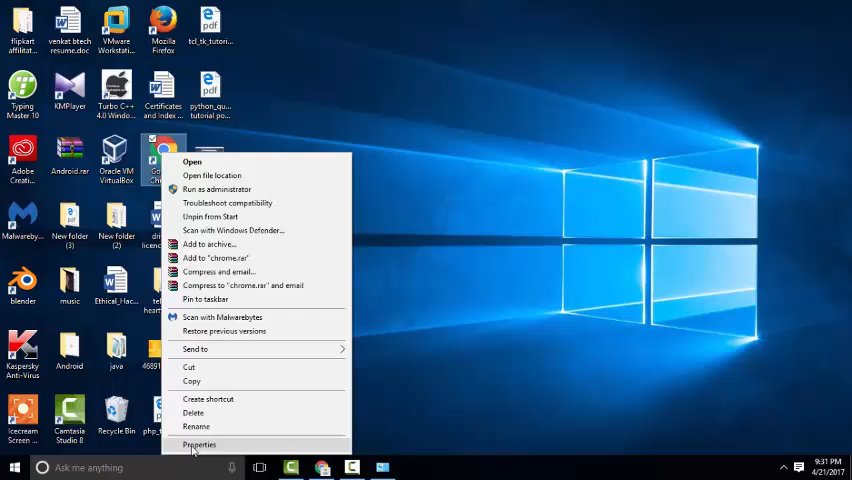 flipkart
affilitat...
venkat btech
resume.doc
VMware
Workstati...
Mozilla
Firefox
tcl_tk_tutori...
pdf
Typing
Master 10
KMPlayer
Turbo C++
4.0 Windo...
Certificates
and Index ...
python_qu...
tutorial po...
pdf
Adobe
Creati...
Android.rar
Oracle VM
VirtualBox
Malwareby...
New folder
(3)
New folder
(2)
pdf
blender
music
Ethical_Hac...
Kaspersky
Anti-Virus
Android
java
Icecream
Screen ...
Camtasia
Studio 8
Recycle Bin
Open
Open file location
Run as administrator
Troubleshoot compatibility
Unpin from Start
Scan with Windows Defender...
Add to archive...
Add to "chrome.rar"
Compress and email...
Compress to "chrome.rar" and email
Pin to taskbar
Scan with Malwarebytes
Restore previous versions
Send to
Cut
Copy
Create shortcut
Delete
Rename
Properties
Ask me anything
9:31 PM
4/21/2017